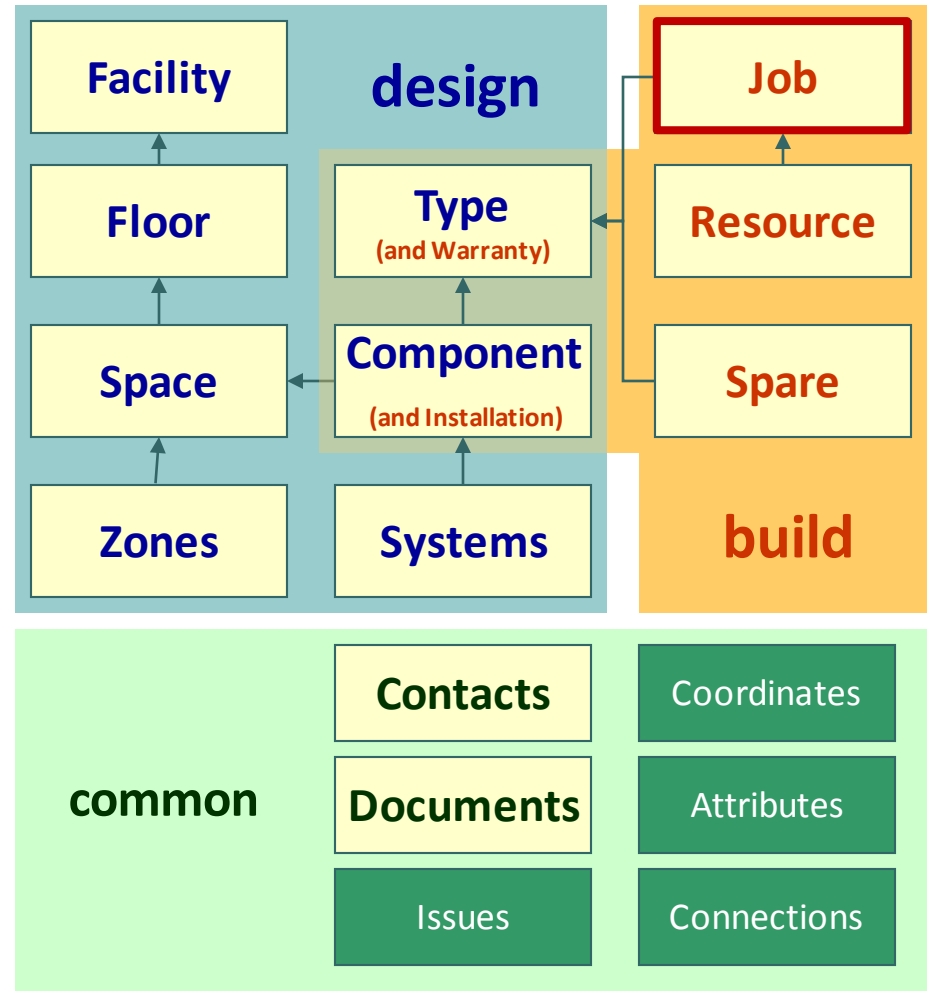 Facility
design
Job
Floor
Type
(and Warranty)
Resource
Space
Component
(and Installation)
Spare
Zones
Systems
build
common
Contacts
Coordinates
Documents
Attributes
Issues
Connections